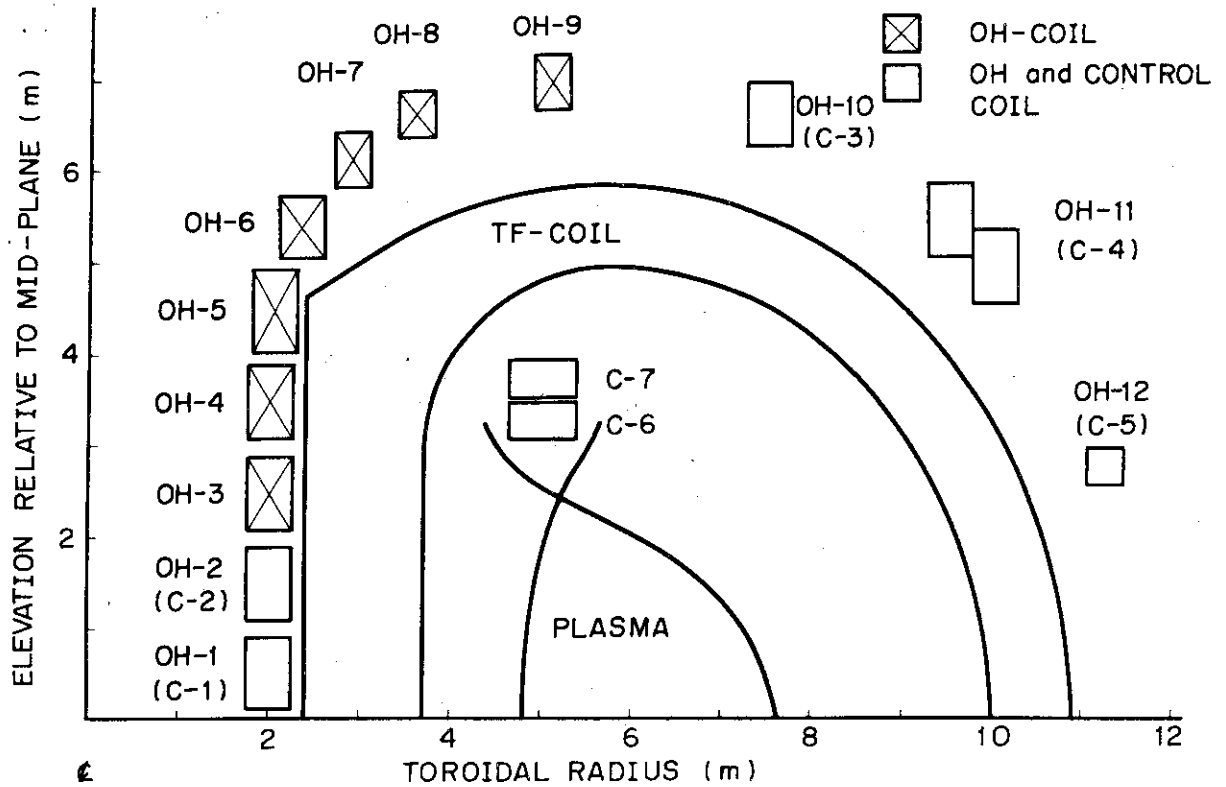 OH-9
OH-8
OH-7
OH-COIL
OH and CONTROL
COIL
OH-10
(C-3)
OH-6
OH-11
(C-4)
TF-COIL
OH-5
C-7
C-6
OH-4
OH-12
(C-5)
OH-3
OH-2
(C-2)
PLASMA
OH-1
(C-1)
ELEVATION RELATIVE TO MID-PLANE (m)
6
4
2
2
4
6
8
10
12
℄
TOROIDAL RADIUS (m)